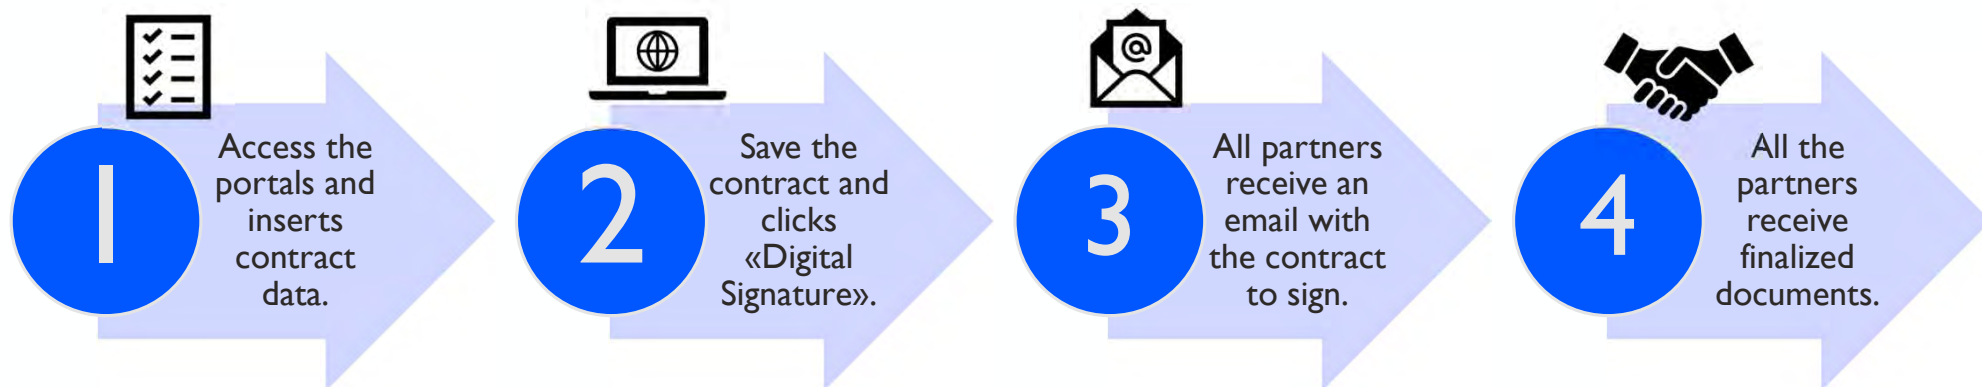 1
Access the
portals and
inserts
contract
data.
2
Save the
contract and
clicks
«Digital
Signature».
@
3
All partners
receive an
email with
the contract
to sign.
4
All the
partners
receive
finalized
documents.